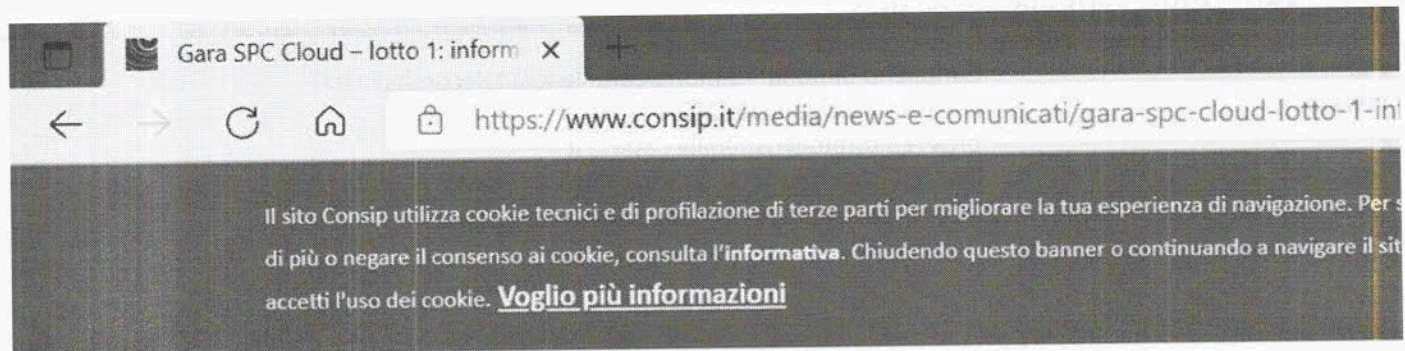 Gara SPC Cloud – lotto 1: inform
https://www.consip.it/media/news-e-comunicati/gara-spc-cloud-lotto-1-inf
Il sito Consip utilizza cookie tecnici e di profilazione di terze parti per migliorare la tua esperienza di navigazione. Per s
di più o negare il consenso ai cookie, consulta l'informativa. Chiudendo questo banner o continuando a navigare il sit
accetti l'uso dei cookie. Voglio più informazioni